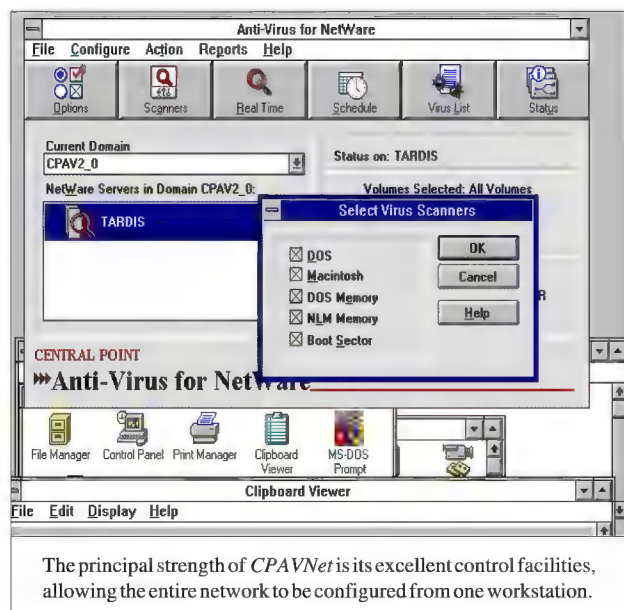 Anti-Virus for NetWare
File Configure Action Reports Help
Options Scanners Real Time Schedule Virus List Status
Current Domain
CPAV2_0
Status on: TARDIS
NetWare Servers in Domain CPAV2_0:
Volumes Selected: All Volumes
TARDIS
Select Virus Scanners
DOS
Macintosh
DOS Memory
NLM Memory
Boot Sector
OK
Cancel
Help
CENTRAL POINT
Anti-Virus for NetWare
File Manager Control Panel Print Manager Clipboard Viewer MS-DOS Prompt
Clipboard Viewer
File Edit Display Help
The principal strength of CPAVNet is its excellent control facilities,
allowing the entire network to be configured from one workstation.